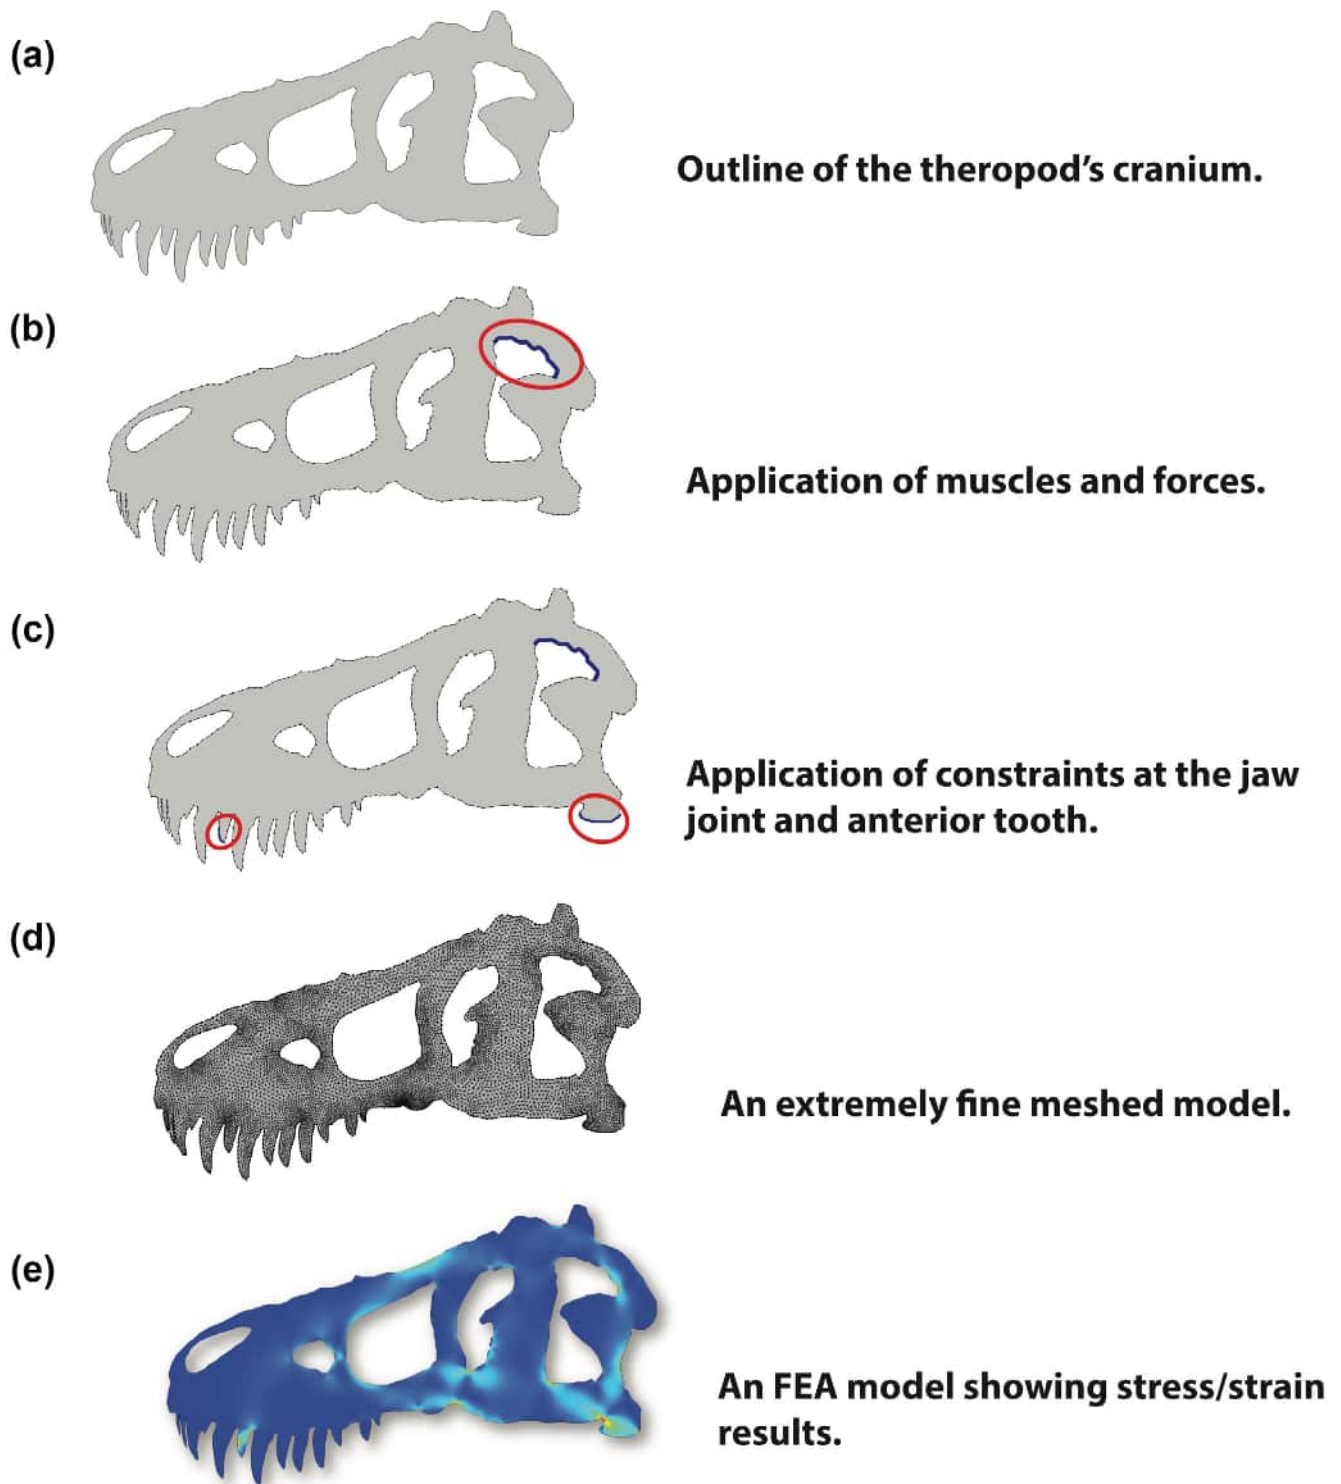 (a)
Outline of the theropod's cranium.
(b)
Application of muscles and forces.
(c)
Application of constraints at the jaw
joint and anterior tooth.
(d)
An extremely fine meshed model.
(e)
An FEA model showing stress/strain
results.